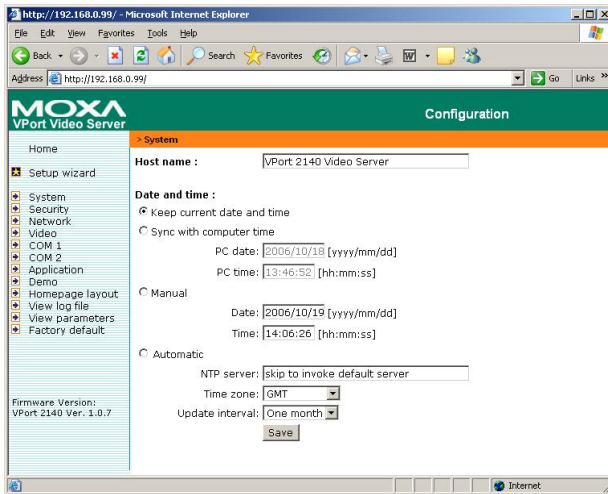 http://192.168.0.99/ - Microsoft Internet Explorer
File Edit View Favorites Tools Help
Back Search Favorites
Address http://192.168.0.99/ Go Links »
MOXA
VPort Video Server
Configuration
Home
Setup wizard
System
Security
Network
Video
COM 1
COM 2
Application
Demo
Homepage layout
View log file
View parameters
Factory default
Firmware Version:
VPort 2140 Ver. 1.0.7
> System
Host name : VPort 2140 Video Server
Date and time :
Keep current date and time
Sync with computer time
PC date: 2006/10/18 [yyyy/mm/dd]
PC time: 13:46:52 [hh:mm:ss]
Manual
Date: 2006/10/19 [yyyy/mm/dd]
Time: 14:06:26 [hh:mm:ss]
Automatic
NTP server: skip to invoke default server
Time zone: GMT
Update interval: One month
Save
Internet